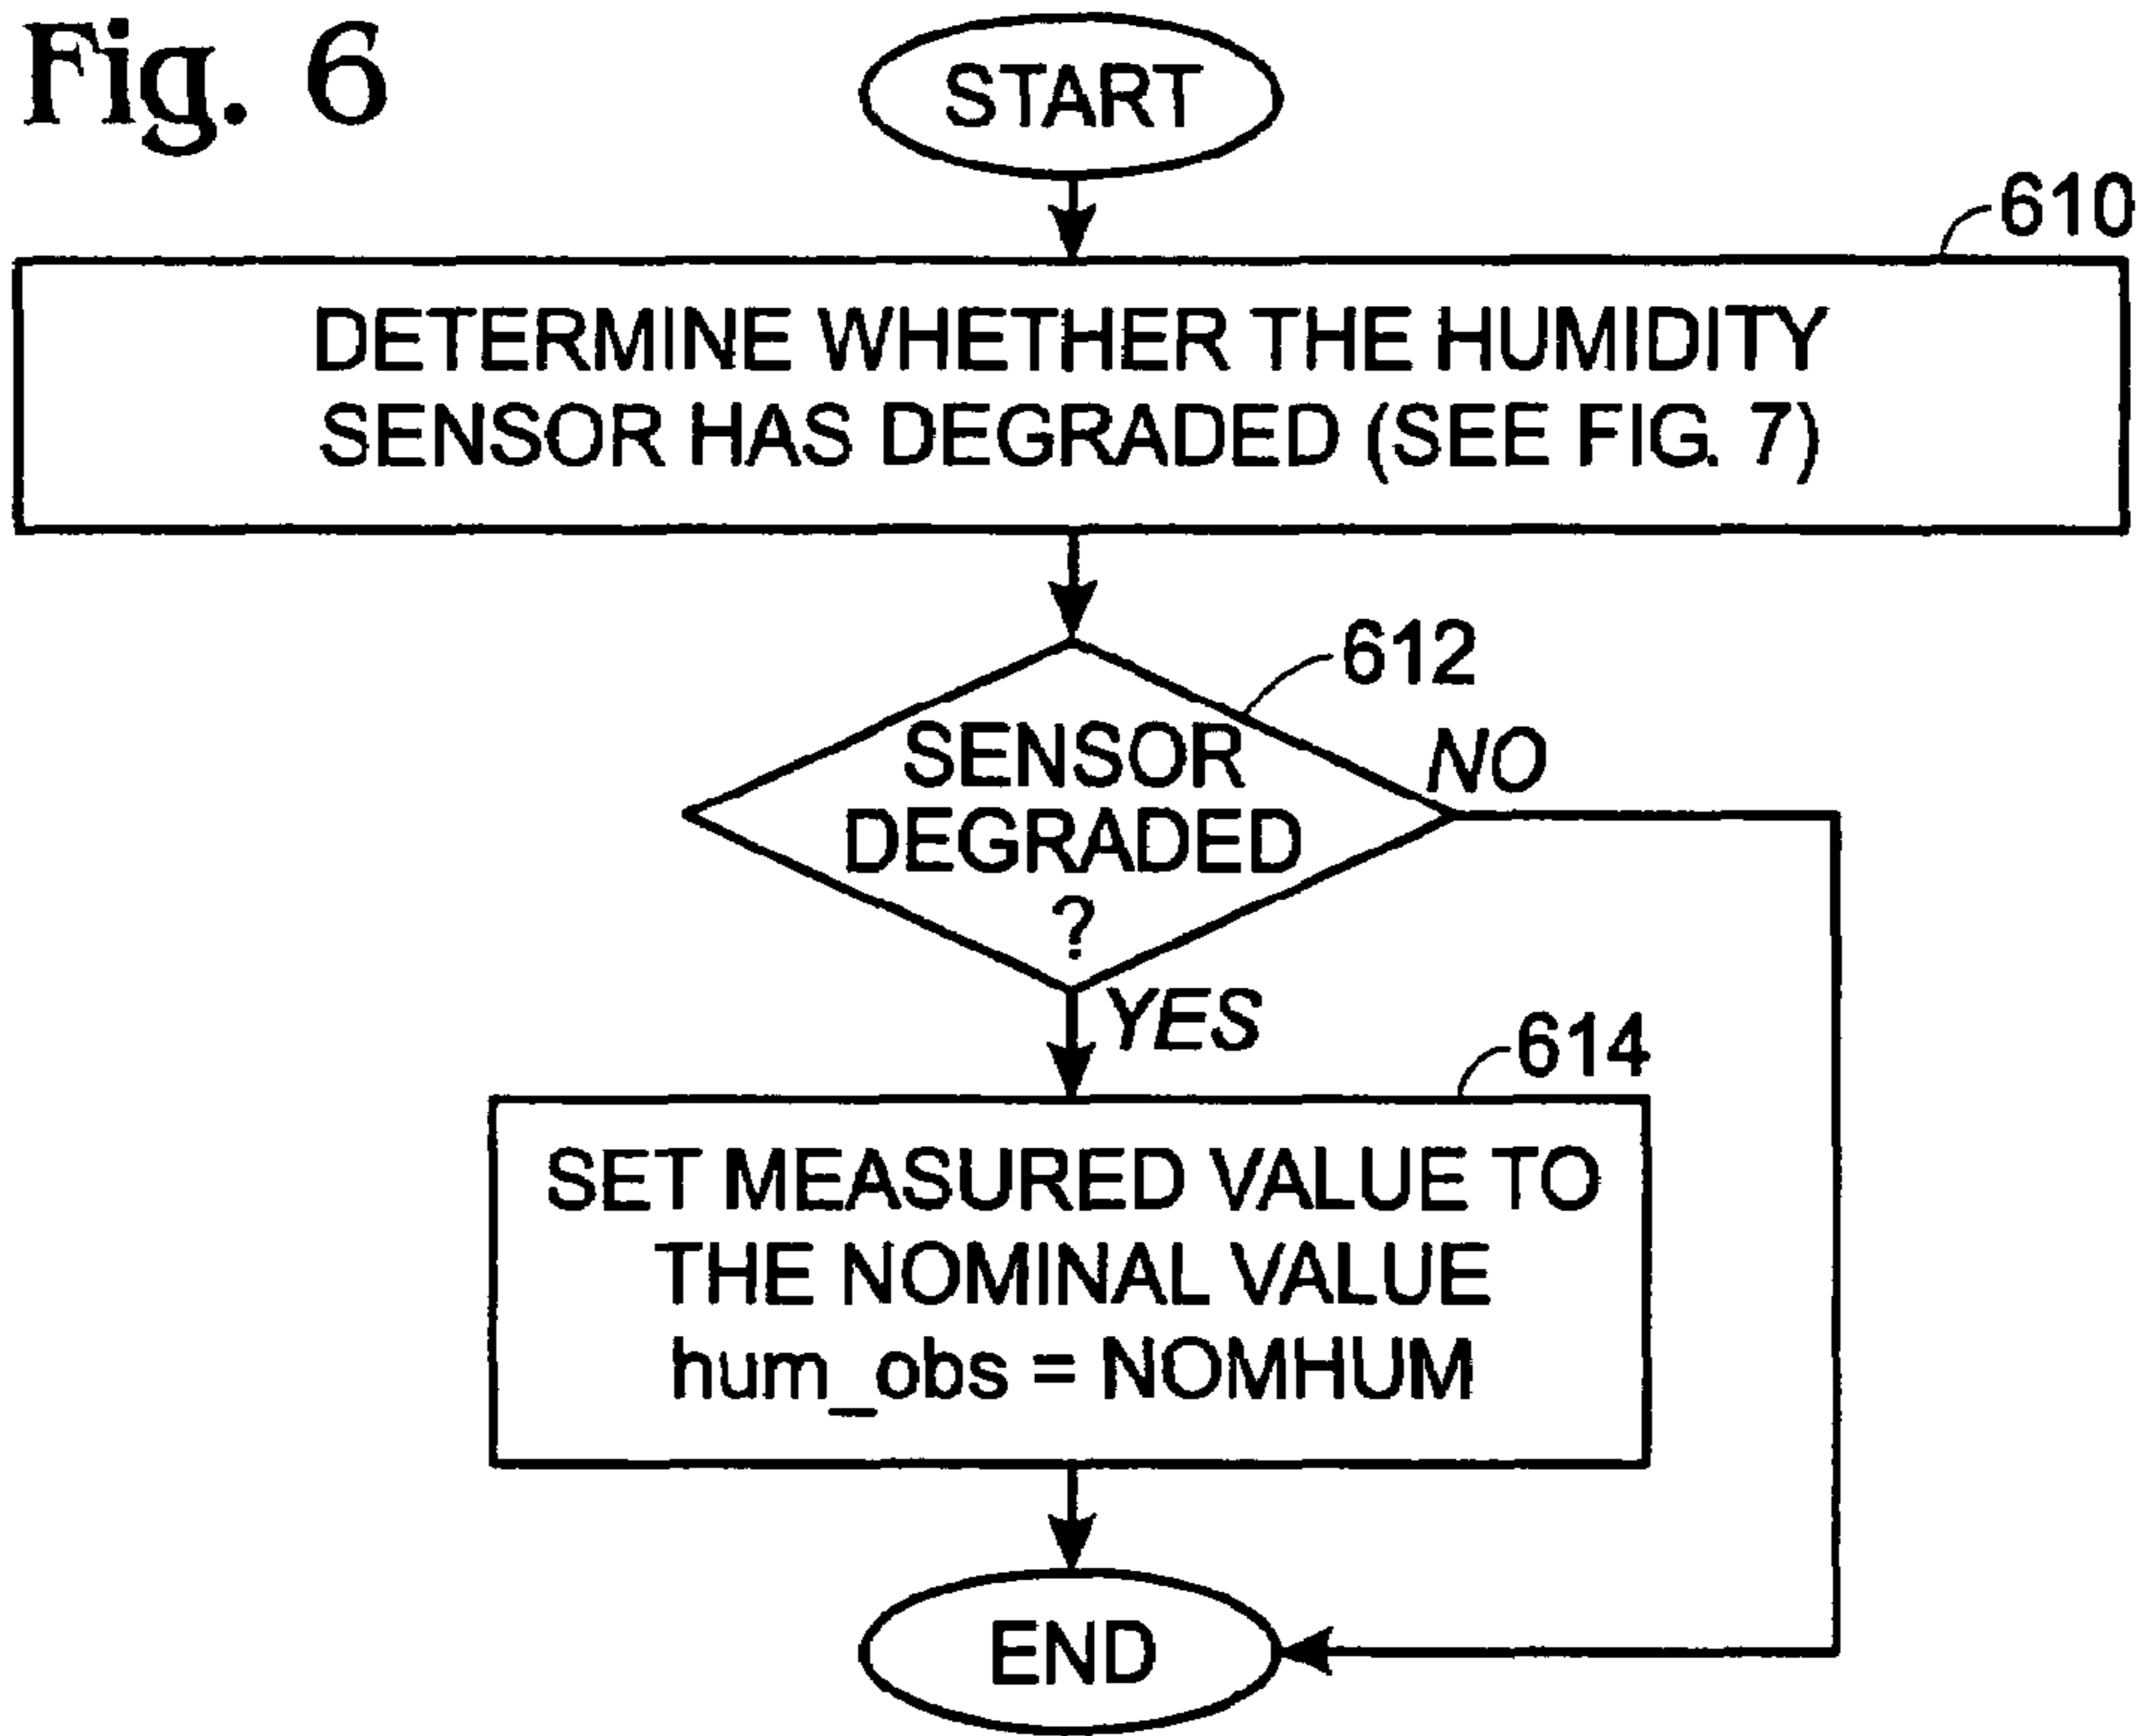 Fig. 6
START
610
DETERMINE WHETHER THE HUMIDITY
SENSOR HAS DEGRADED (SEE FIG. 7)
612
SENSOR
DEGRADED
?
NO
YES
614
SET MEASURED VALUE TO
THE NOMINAL VALUE
hum_obs = NOMHUM
END